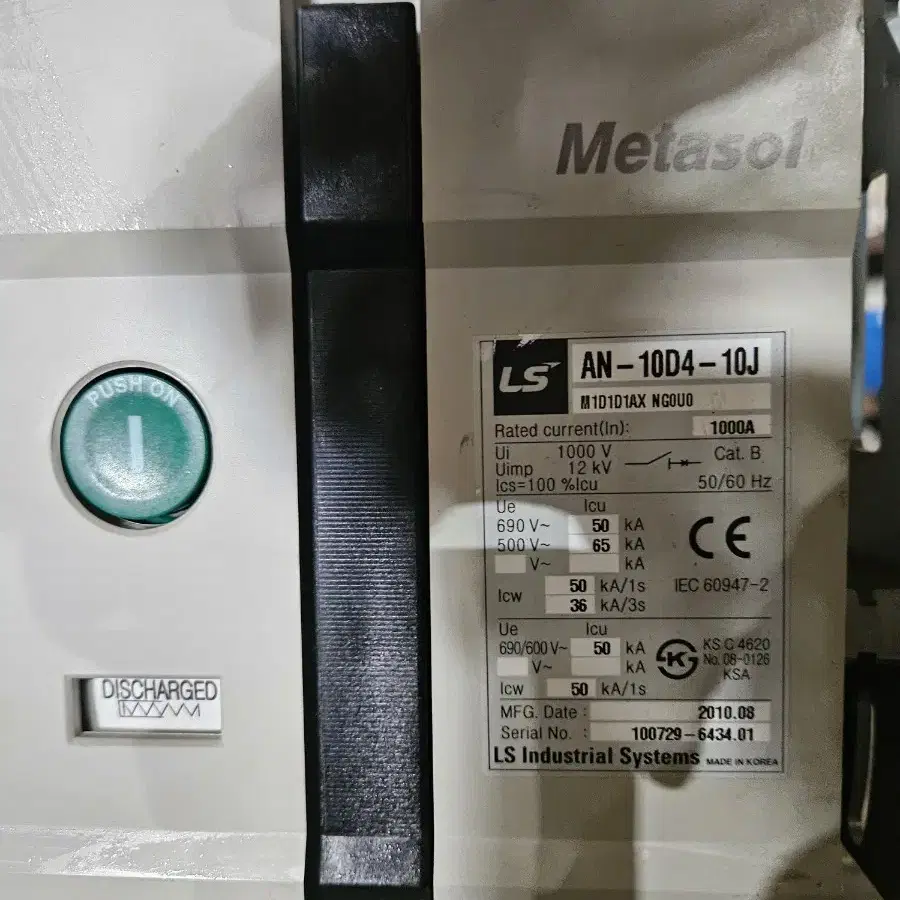 Metasol
PUSH ON
I
DISCHARGED
LS
AN-10D4-10J
M1D1D1AX NG0U0
Rated current(In): 1000A
Ui 1000 V
Uimp 12 kV
Cat. B
Ics=100 %Icu
50/60 Hz
Ue Icu
690 V~ 50 kA
500 V~ 65 kA
V~ kA
CE
Icw 50 kA/1s
36 kA/3s
IEC 60947-2
Ue Icu
690/600 V~ 50 kA
V~ kA
Icw 50 kA/1s
KS C 4620
No. 08-0126
KSA
MFG. Date : 2010.08
Serial No. : 100729-6434.01
LS Industrial Systems MADE IN KOREA